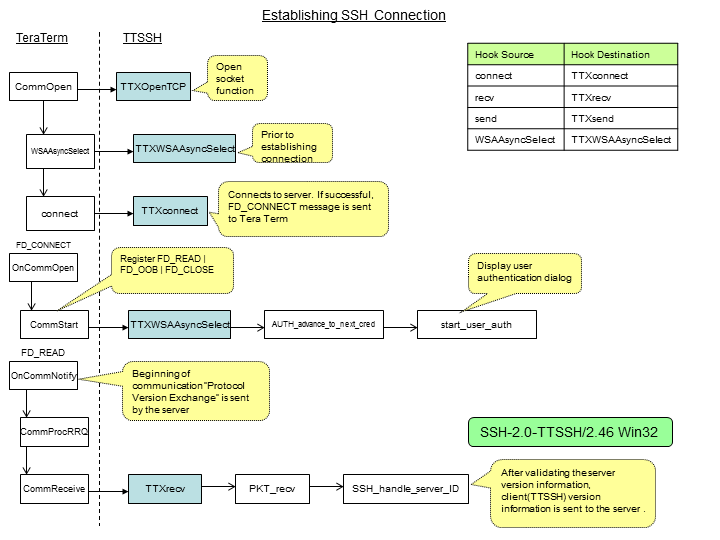 Establishing SSH Connection
TeraTerm
TTSSH
Hook Source
Hook Destination
connect
TTXconnect
recv
TTXrecv
send
TTXsend
WSAAsyncSelect
TTXWSAAsyncSelect
CommOpen
TTXOpenTCP
Open
socket
function
WSAAsyncSelect
TTXWSAAsyncSelect
Prior to
establishing
connection
connect
TTXconnect
Connects to server. If successful,
FD_CONNECT message is sent
to Tera Term
FD_CONNECT
OnCommOpen
Register FD_READ |
FD_OOB | FD_CLOSE
Display user
authentication dialog
CommStart
TTXWSAAsyncSelect
AUTH_advance_to_next_cred
start_user_auth
FD_READ
OnCommNotify
Beginning of
communication "Protocol
Version Exchange" is sent
by the server
CommProcRRQ
SSH-2.0-TTSSH/2.46 Win32
CommReceive
TTXrecv
PKT_recv
SSH_handle_server_ID
After validating the server
version information,
client(TTSSH) version
information is sent to the server .